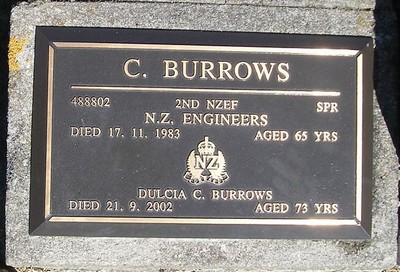 C. BURROWS
488802 2ND NZEF SPR
N.Z. ENGINEERS
DIED 17. 11. 1983 AGED 65 YRS
NZ
DULCIA C. BURROWS
DIED 21. 9. 2002 AGED 73 YRS